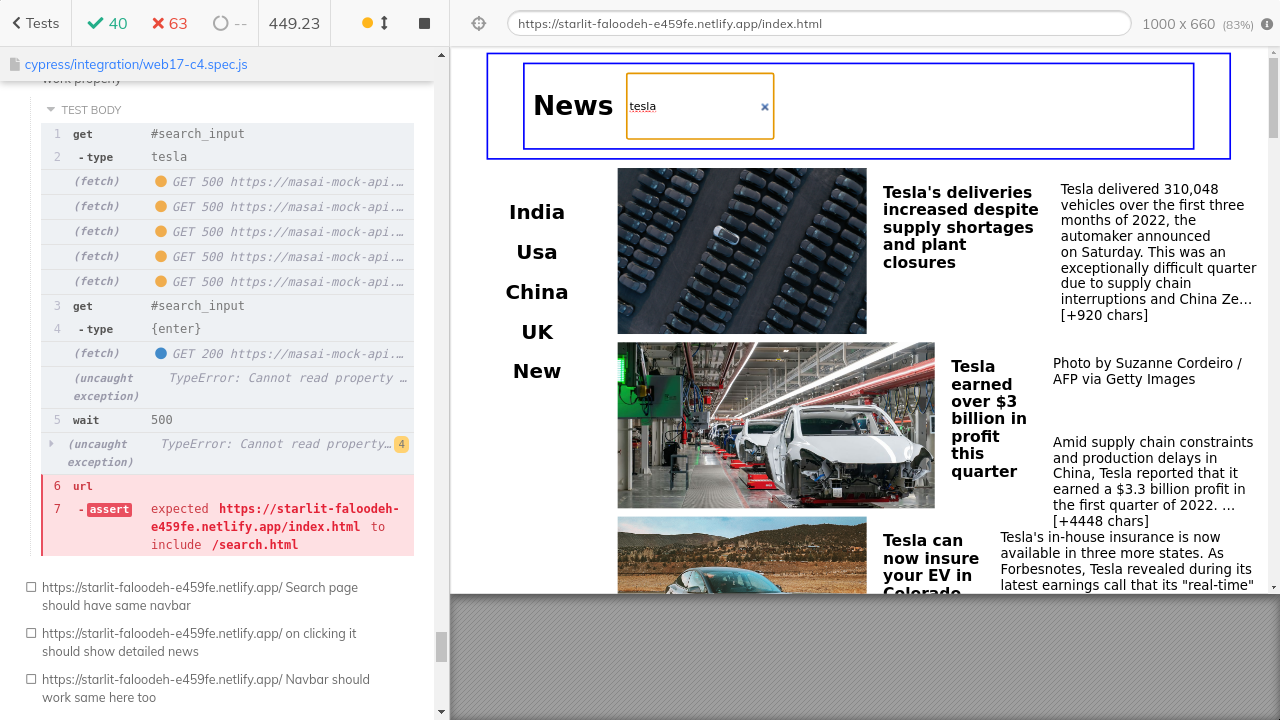 Tests
40
63
--
449.23
https://starlit-faloodeh-e459fe.netlify.app/index.html
1000 x 660 (83%)
cypress/integration/web17-c4.spec.js
work properly
TEST BODY
1 get #search_input
2 -type tesla
(fetch) GET 500 https://masai-mock-api.…
(fetch) GET 500 https://masai-mock-api.…
(fetch) GET 500 https://masai-mock-api.…
(fetch) GET 500 https://masai-mock-api.…
(fetch) GET 500 https://masai-mock-api.…
3 get #search_input
4 -type {enter}
(fetch) GET 200 https://masai-mock-api.…
(uncaught TypeError: Cannot read property …
exception)
5 wait 500
(uncaught TypeError: Cannot read property… 4
exception)
6 url
7 -assert expected https://starlit-faloodeh-
e459fe.netlify.app/index.html to
include /search.html
https://starlit-faloodeh-e459fe.netlify.app/ Search page
should have same navbar
https://starlit-faloodeh-e459fe.netlify.app/ on clicking it
should show detailed news
https://starlit-faloodeh-e459fe.netlify.app/ Navbar should
work same here too
News
tesla
India
Usa
China
UK
New
Tesla's deliveries
increased despite
supply shortages
and plant
closures
Tesla delivered 310,048
vehicles over the first three
months of 2022, the
automaker announced
on Saturday. This was an
exceptionally difficult quarter
due to supply chain
interruptions and China Ze…
[+920 chars]
Tesla
earned
over $3
billion in
profit
this
quarter
Photo by Suzanne Cordeiro /
AFP via Getty Images
Amid supply chain constraints
and production delays in
China, Tesla reported that it
earned a $3.3 billion profit in
the first quarter of 2022. …
[+4448 chars]
Tesla can
now insure
your EV in
Colorado,
Tesla's in-house insurance is now
available in three more states. As
Forbesnotes, Tesla revealed during its
latest earnings call that its "real-time"